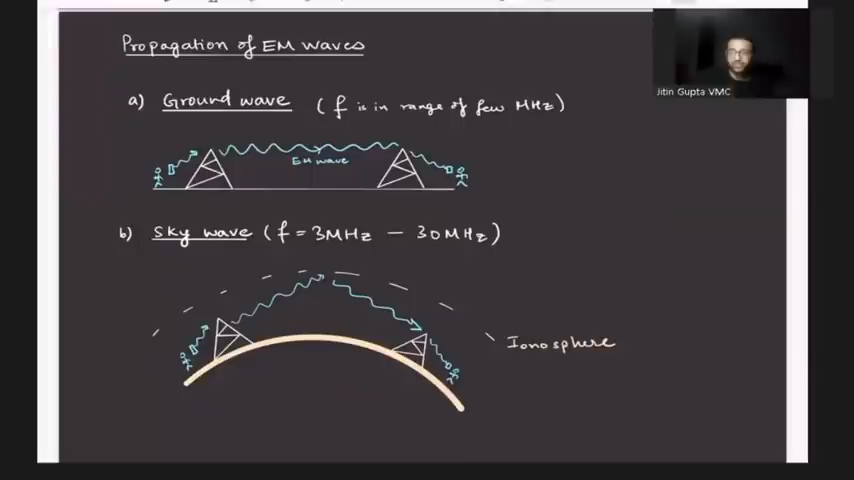 Propagation of EM waves
Jitin Gupta VMC
a) Ground wave ( f is in range of few MHz)
EM wave
b) Sky wave ( f = 3MHz – 30MHz)
Ionosphere